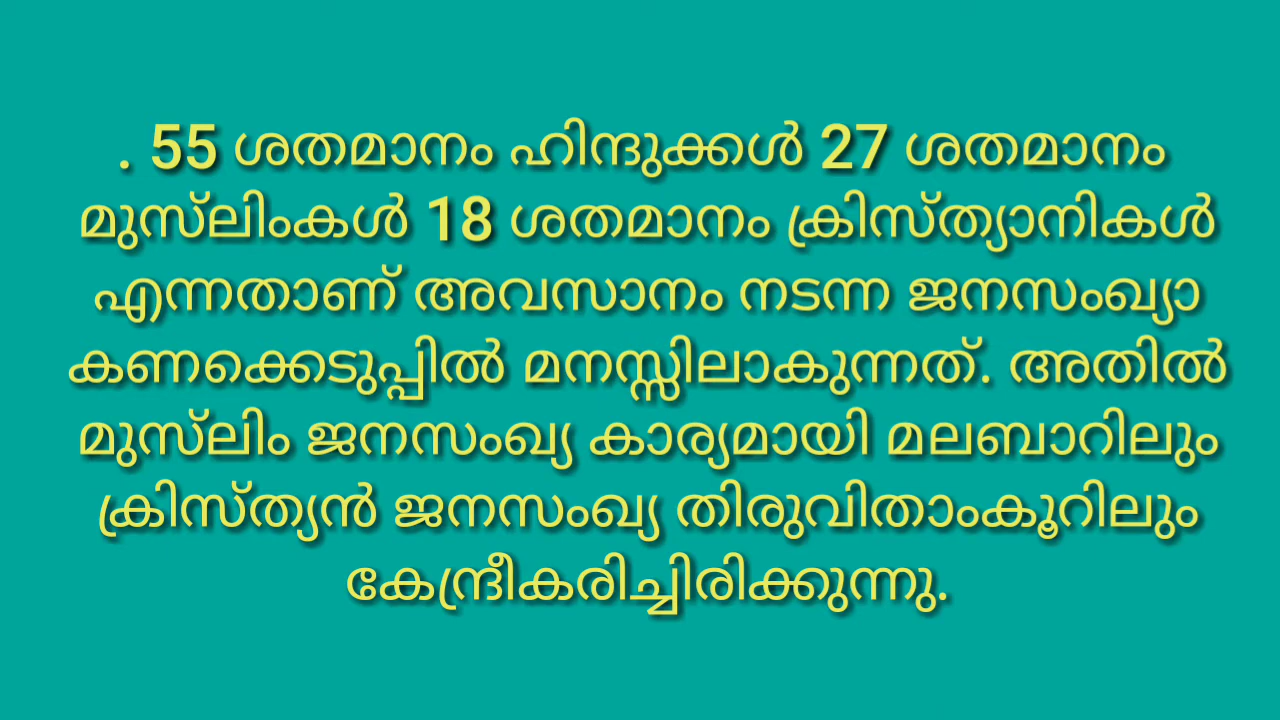 . 55 ശതമാനം ഹിന്ദുക്കൾ 27 ശതമാനം
മുസ്ലിംകൾ 18 ശതമാനം ക്രിസ്ത്യാനികൾ
എന്നതാണ് അവസാനം നടന്ന ജനസംഖ്യാ
കണക്കെടുപ്പിൽ മനസ്സിലാകുന്നത്. അതിൽ
മുസ്ലിം ജനസംഖ്യ കാര്യമായി മലബാറിലും
ക്രിസ്ത്യൻ ജനസംഖ്യ തിരുവിതാംകൂറിലും
കേന്ദ്രീകരിച്ചിരിക്കുന്നു.